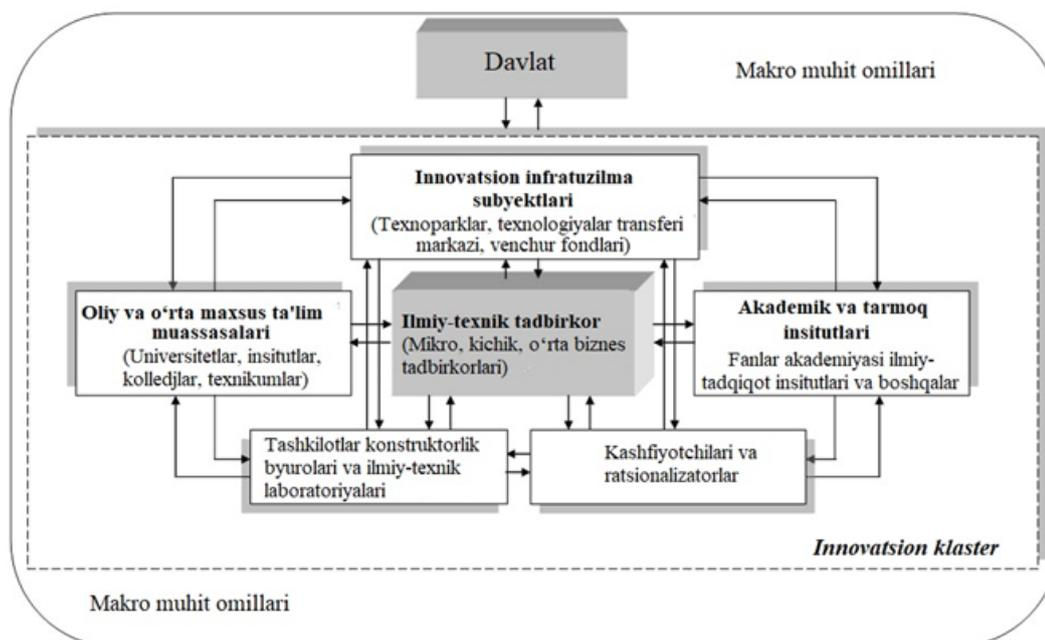 Davlat
Makro muhit omillari
Innovatsion infratuzilma
subyektlari
(Texnoparklar, texnologiyalar transferi
markazi, venchur fondlari)
Oliy va o‘rta maxsus ta'lim
muassasalari
(Universitetlar, insitutlar,
kolledjlar, texnikumlar)
Ilmiy-texnik tadbirkor
(Mikro, kichik, o‘rta biznes
tadbirkorlari)
Akademik va tarmoq
insitutlari
Fanlar akademiyasi ilmiy-
tadqiqot insitutlari va boshqalar
Tashkilotlar konstruktorlik
byurolari va ilmiy-texnik
laboratoriyalari
Kashfiyotchilari va
ratsionalizatorlar
Innovatsion klaster
Makro muhit omillari